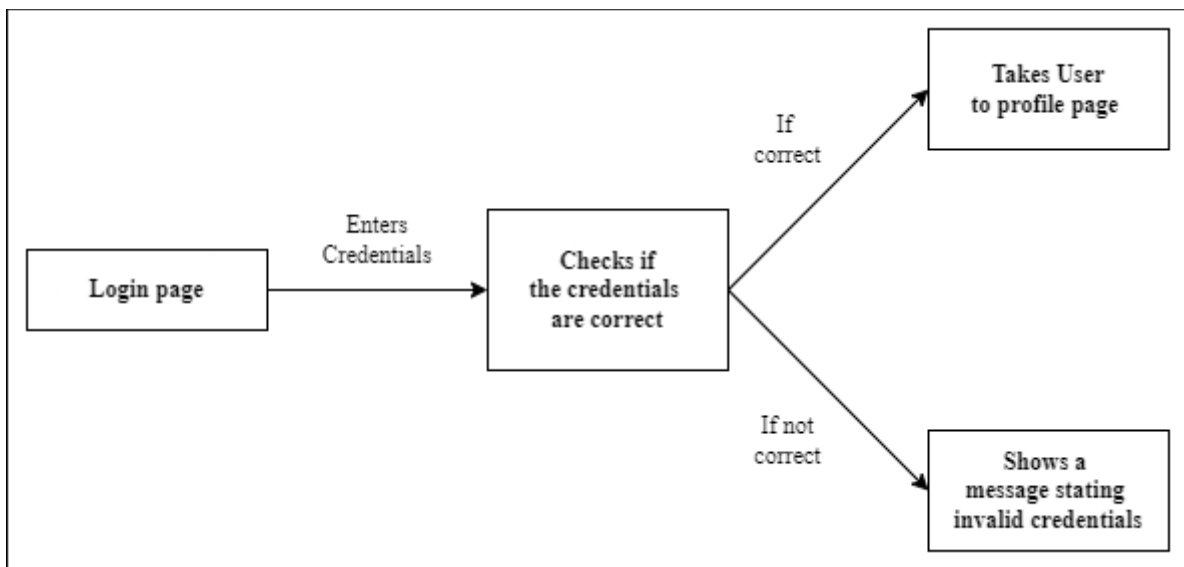 Login page
Enters
Credentials
Checks if
the credentials
are correct
If
correct
Takes User
to profile page
If not
correct
Shows a
message stating
invalid credentials